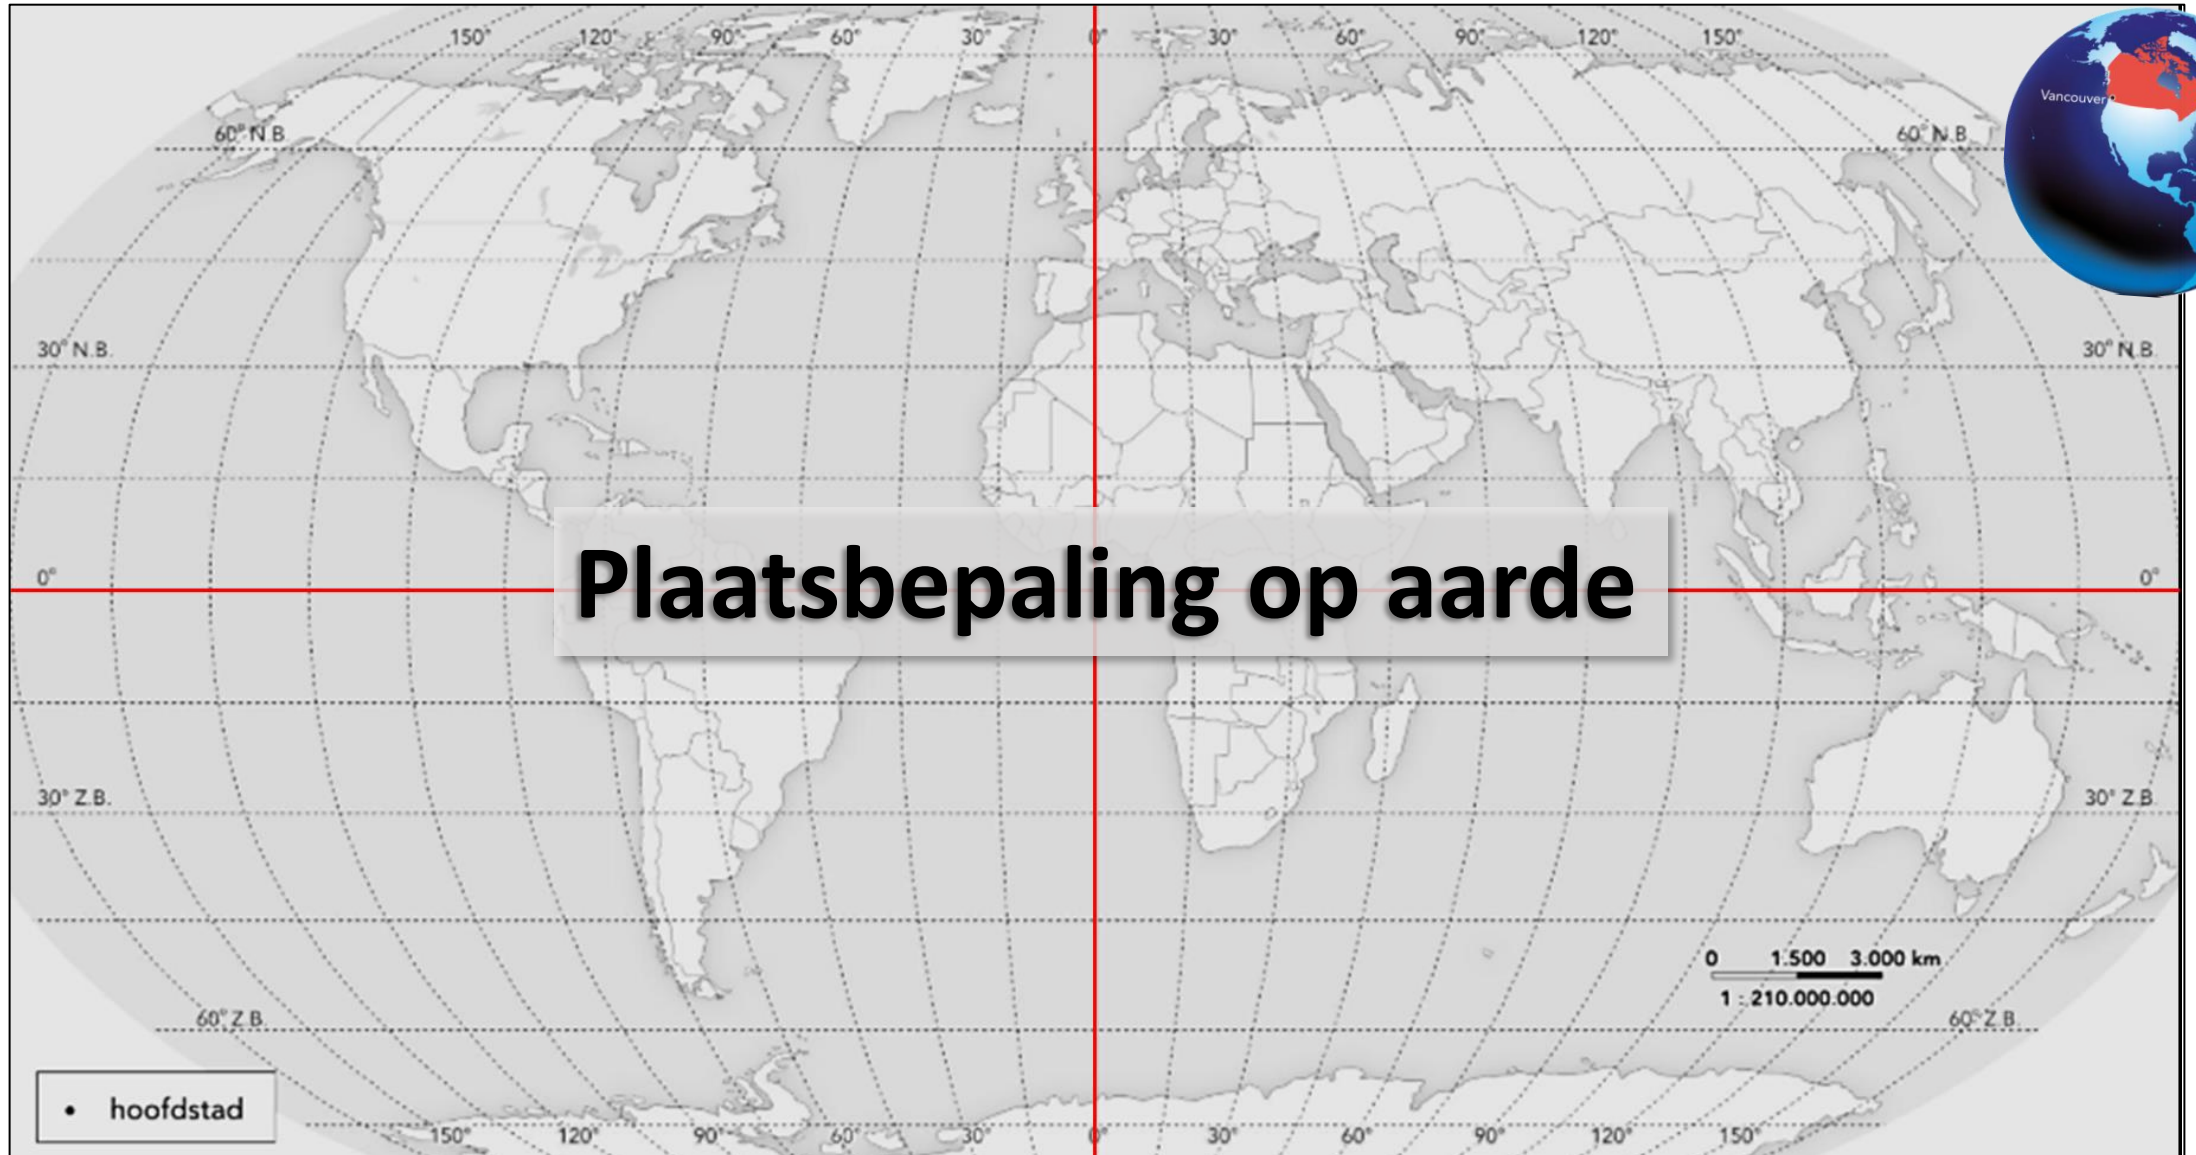 150° 120° 90° 60° 30° 0° 30° 60° 90° 120° 150°
Vancouver
60° N.B. 60° N.B.
30° N.B. 30° N.B.
0° 0°
Plaatsbepaling op aarde
30° Z.B. 30° Z.B.
0 1.500 3.000 km
1 : 210.000.000
60° Z.B. 60° Z.B.
• hoofdstad
150° 120° 90° 60° 30° 0° 30° 60° 90° 120° 150°